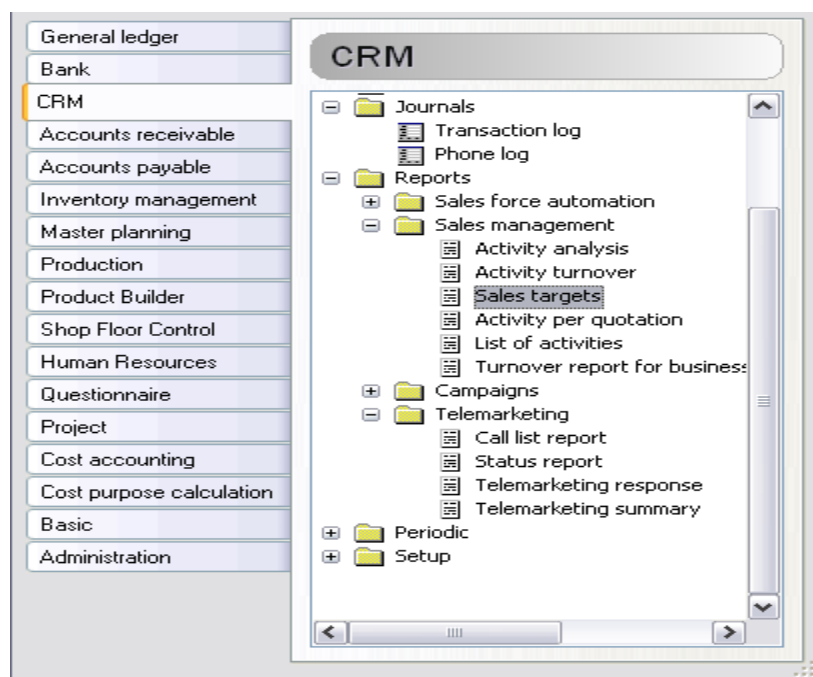 General ledger
Bank
CRM
Accounts receivable
Accounts payable
Inventory management
Master planning
Production
Product Builder
Shop Floor Control
Human Resources
Questionnaire
Project
Cost accounting
Cost purpose calculation
Basic
Administration
CRM
Journals
Transaction log
Phone log
Reports
Sales force automation
Sales management
Activity analysis
Activity turnover
Sales targets
Activity per quotation
List of activities
Turnover report for business
Campaigns
Telemarketing
Call list report
Status report
Telemarketing response
Telemarketing summary
Periodic
Setup